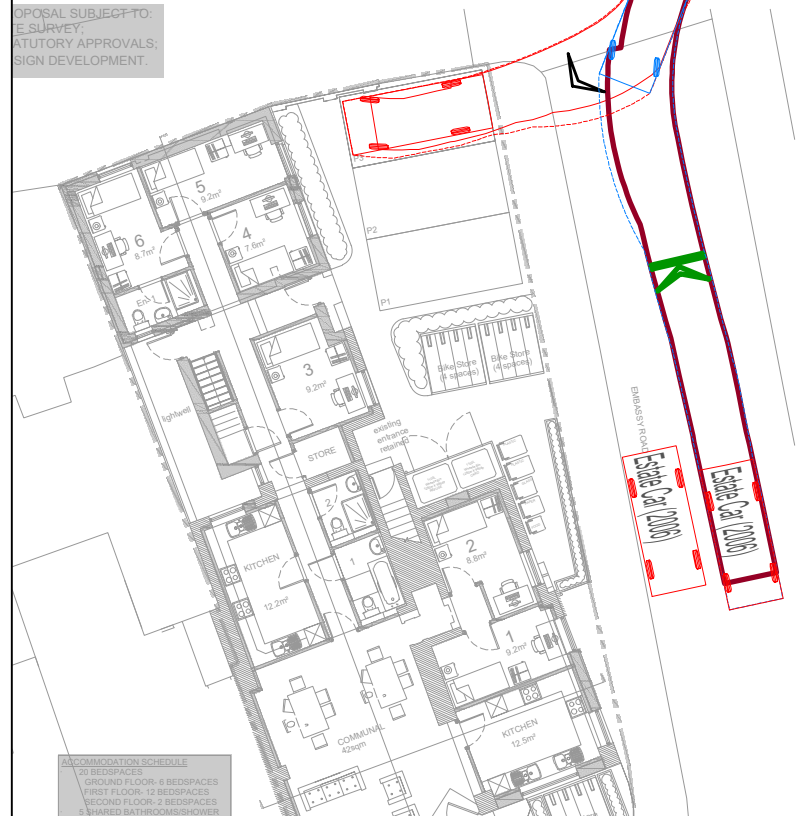 OPOSAL SUBJECT TO:
TE SURVEY;
ATUTORY APPROVALS;
SIGN DEVELOPMENT.
P3
5
9.2m²
4
7.6m²
6
8.7m²
P2
En-1
P1
3
9.2m²
Bike Store
(4 spaces)
Bike Store
(4 spaces)
lightwell
EMBASSY ROAD
existing
entrance
retained
STORE
Estate Car (2006)
Estate Car (2006)
2
2
8.8m²
KITCHEN
12.2m²
1
1
9.2m²
KITCHEN
12.5m²
COMMUNAL
42sqm
ACCOMMODATION SCHEDULE
20 BEDSPACES
GROUND FLOOR- 6 BEDSPACES
FIRST FLOOR- 12 BEDSPACES
SECOND FLOOR- 2 BEDSPACES
5 SHARED BATHROOMS/SHOWER